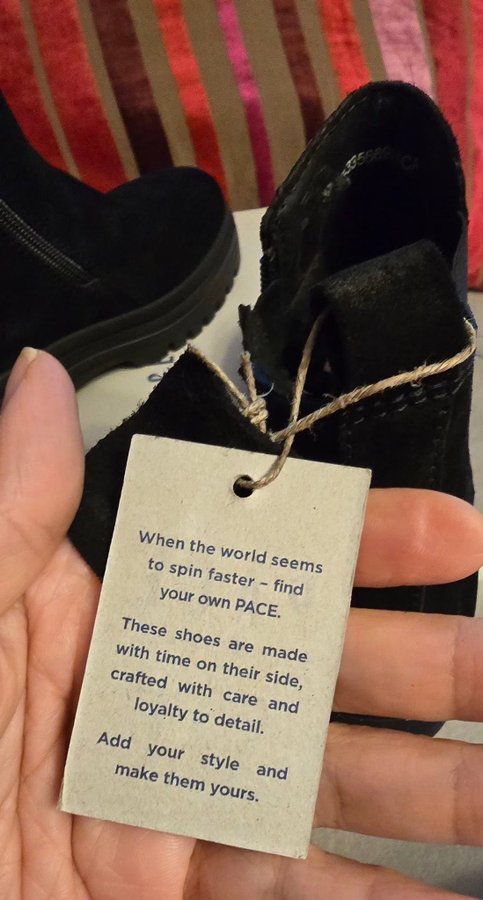 When the world seems
to spin faster – find
your own PACE.
These shoes are made
with time on their side,
crafted with care and
loyalty to detail.
Add your style and
make them yours.